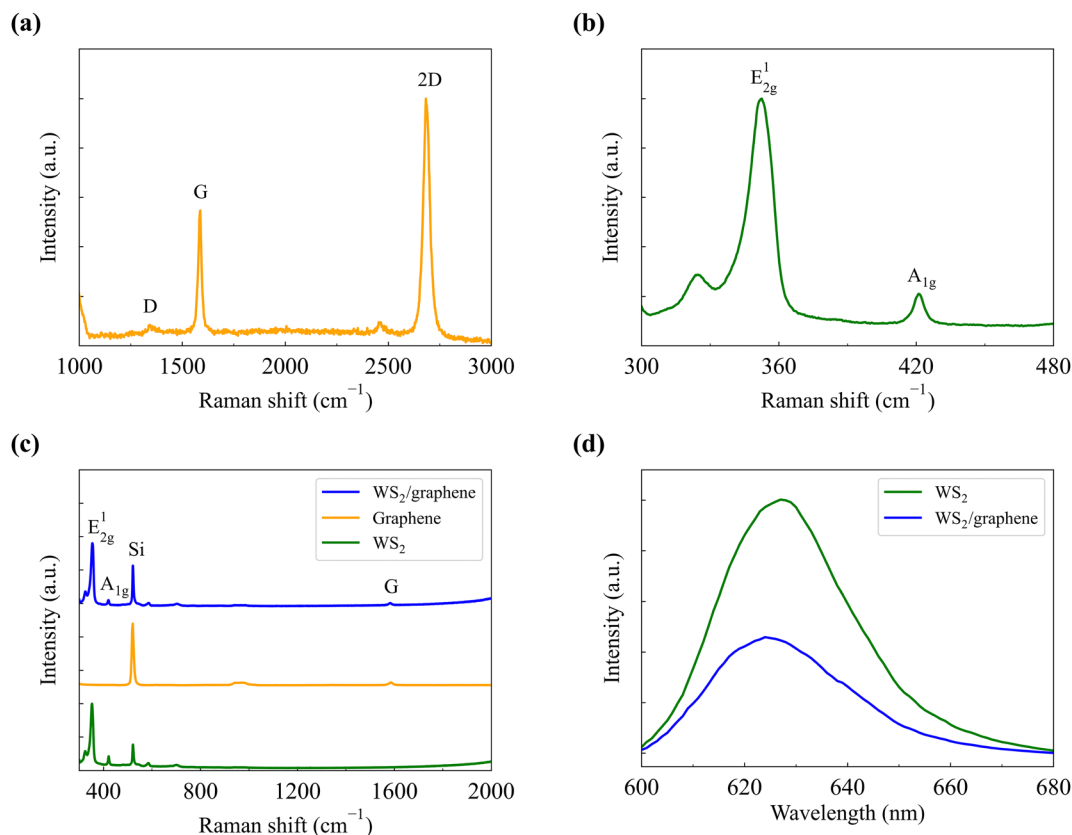 (a)
Intensity (a.u.)
D
G
2D
1000 1500 2000 2500 3000
Raman shift (cm⁻¹)
(b)
Intensity (a.u.)
E¹₂g
A₁g
300 360 420 480
Raman shift (cm⁻¹)
(c)
Intensity (a.u.)
WS₂/graphene
Graphene
WS₂
E¹₂g
A₁g
Si
G
400 800 1200 1600 2000
Raman shift (cm⁻¹)
(d)
Intensity (a.u.)
WS₂
WS₂/graphene
600 620 640 660 680
Wavelength (nm)